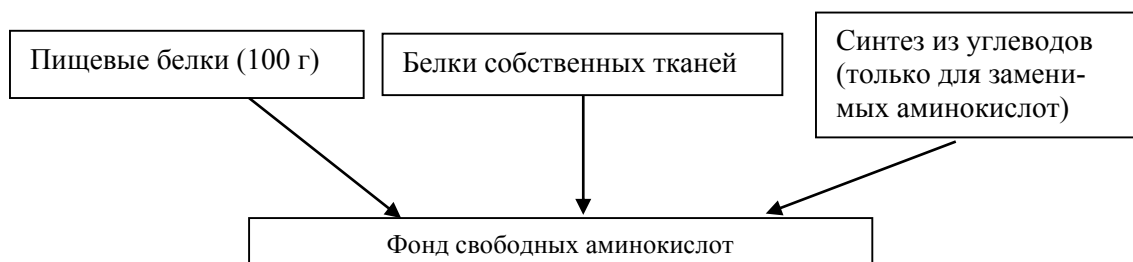 Пищевые белки (100 г)
Белки собственных тканей
Синтез из углеводов
(только для замени-
мых аминокислот)
Фонд свободных аминокислот